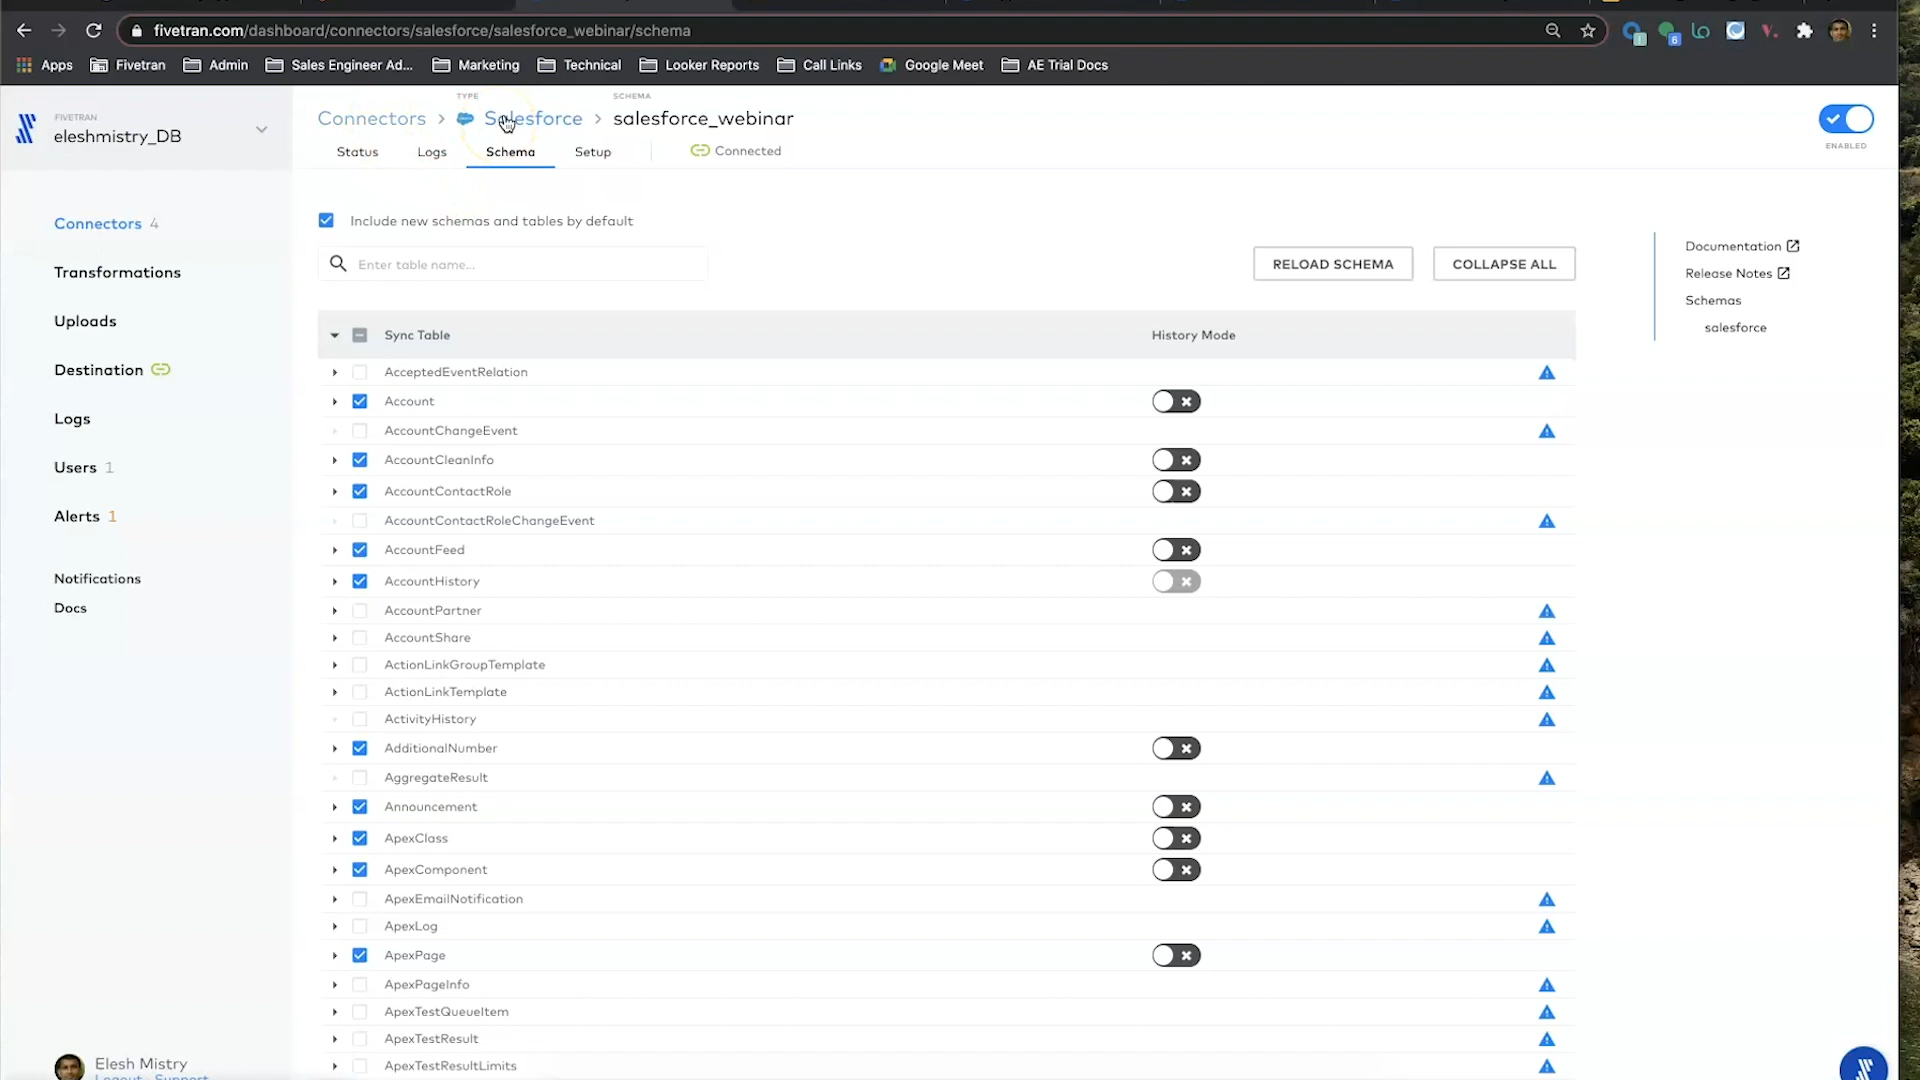 fivetran.com/dashboard/connectors/salesforce/salesforce_webinar/schema
Apps
Fivetran
Admin
Sales Engineer Ad...
Marketing
Technical
Looker Reports
Call Links
Google Meet
AE Trial Docs
FIVETRAN
eleshmistry_DB
Connectors 4
Transformations
Uploads
Destination
Logs
Users 1
Alerts 1
Notifications
Docs
Elesh Mistry
Logout - Support
TYPE
SCHEMA
Connectors > Salesforce > salesforce_webinar
ENABLED
Status
Logs
Schema
Setup
Connected
Include new schemas and tables by default
Enter table name...
RELOAD SCHEMA
COLLAPSE ALL
Sync Table
History Mode
AcceptedEventRelation
Account
AccountChangeEvent
AccountCleanInfo
AccountContactRole
AccountContactRoleChangeEvent
AccountFeed
AccountHistory
AccountPartner
AccountShare
ActionLinkGroupTemplate
ActionLinkTemplate
ActivityHistory
AdditionalNumber
AggregateResult
Announcement
ApexClass
ApexComponent
ApexEmailNotification
ApexLog
ApexPage
ApexPageInfo
ApexTestQueueItem
ApexTestResult
ApexTestResultLimits
Documentation
Release Notes
Schemas
salesforce